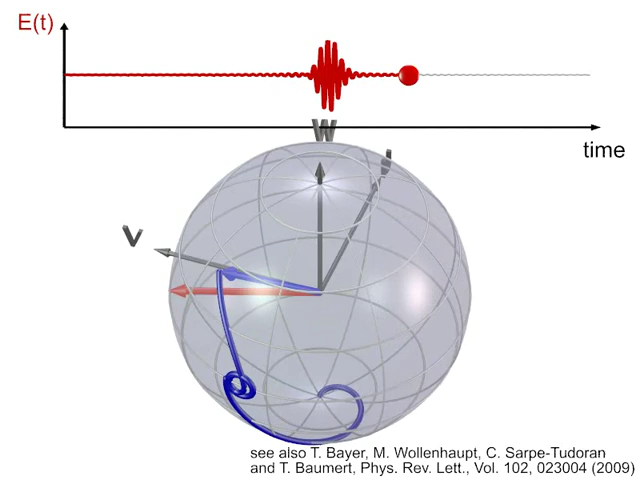 E(t)
time
W
u
v
see also T. Bayer, M. Wollenhaupt, C. Sarpe-Tudoran
and T. Baumert, Phys. Rev. Lett., Vol. 102, 023004 (2009)